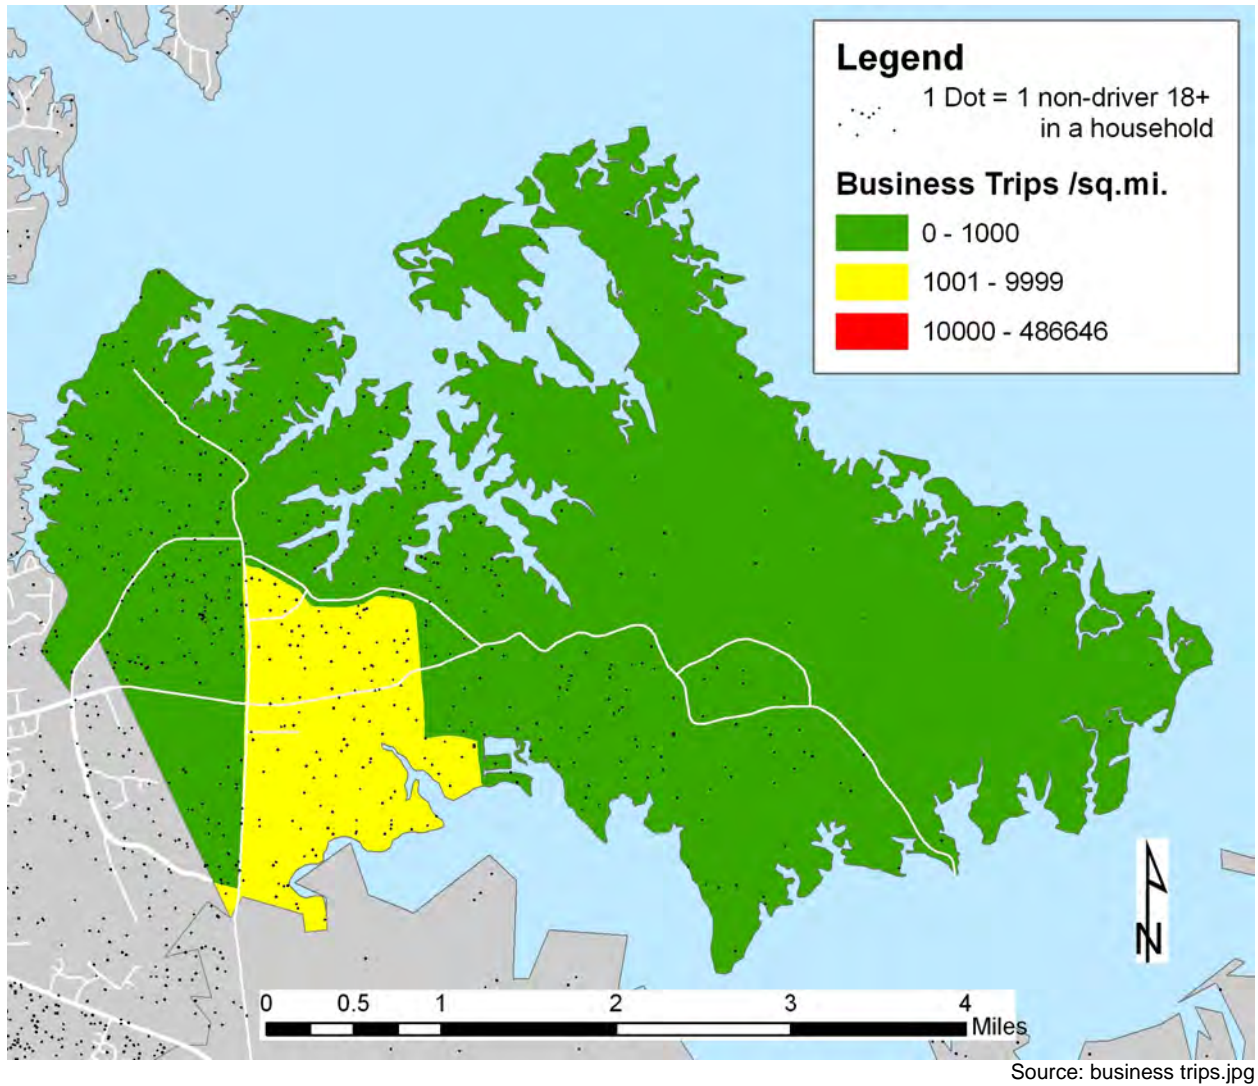 Legend
1 Dot = 1 non-driver 18+
in a household
Business Trips /sq.mi.
0 - 1000
1001 - 9999
10000 - 486646
N
0 0.5 1 2 3 4
Miles
Source: business trips.jpg